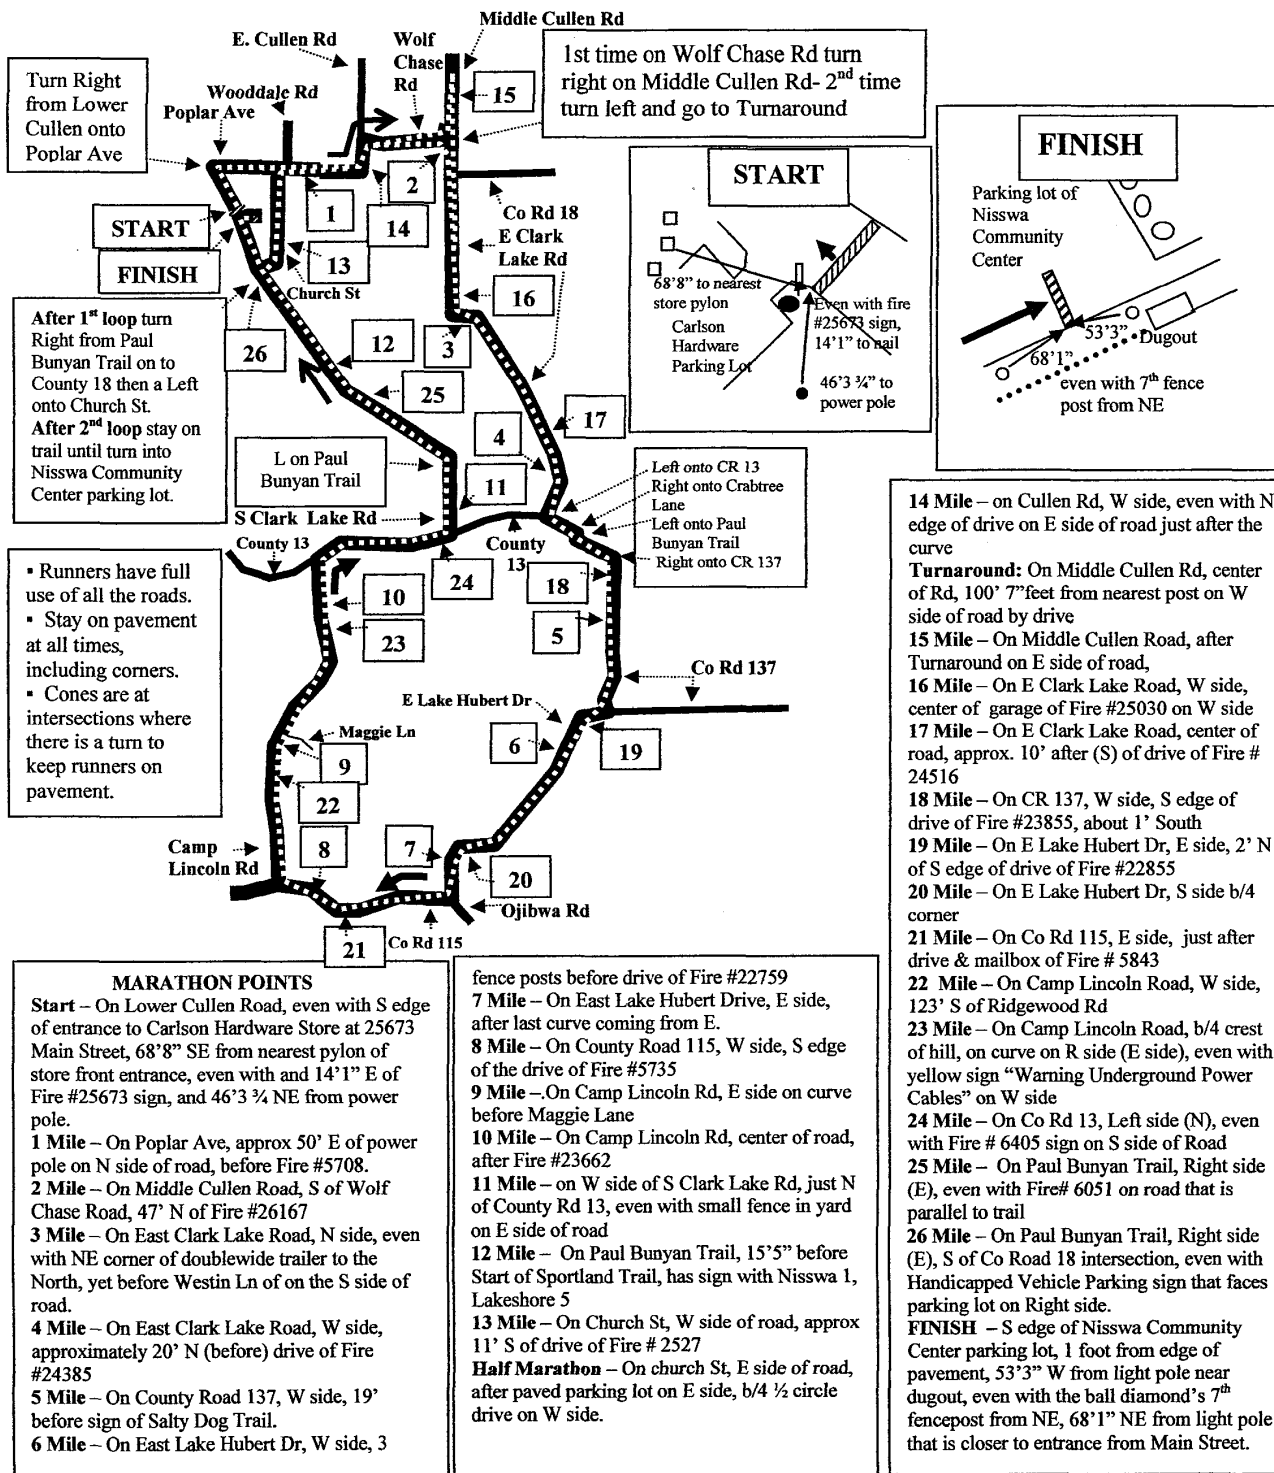 Middle Cullen Rd
E. Cullen Rd
Wolf
Chase
Rd
Wooddale Rd
Poplar Ave
Turn Right
from Lower
Cullen onto
Poplar Ave
1st time on Wolf Chase Rd turn
right on Middle Cullen Rd- 2nd time
turn left and go to Turnaround
15
2
1
14
START
FINISH
13
Church St
Co Rd 18
E Clark
Lake Rd
16
3
START
68'8" to nearest
store pylon
Carlson
Hardware
Parking Lot
Even with fire
#25673 sign,
14'1" to nail
46'3 ¾" to
power pole
FINISH
Parking lot of
Nisswa
Community
Center
53'3"
Dugout
68'1"
even with 7th fence
post from NE
After 1st loop turn
Right from Paul
Bunyan Trail on to
County 18 then a Left
onto Church St.
After 2nd loop stay on
trail until turn into
Nisswa Community
Center parking lot.
26
12
25
17
4
L on Paul
Bunyan Trail
11
S Clark Lake Rd
County 13
County
13
Left onto CR 13
Right onto Crabtree
Lane
Left onto Paul
Bunyan Trail
Right onto CR 137
24
18
10
23
5
▪ Runners have full
use of all the roads.
▪ Stay on pavement
at all times,
including corners.
▪ Cones are at
intersections where
there is a turn to
keep runners on
pavement.
Co Rd 137
E Lake Hubert Dr
Maggie Ln
6
19
9
22
Camp
Lincoln Rd
8
7
20
Ojibwa Rd
21
Co Rd 115
MARATHON POINTS
Start – On Lower Cullen Road, even with S edge
of entrance to Carlson Hardware Store at 25673
Main Street, 68'8" SE from nearest pylon of
store front entrance, even with and 14'1" E of
Fire #25673 sign, and 46'3 ¾ NE from power
pole.
1 Mile – On Poplar Ave, approx 50' E of power
pole on N side of road, before Fire #5708.
2 Mile – On Middle Cullen Road, S of Wolf
Chase Road, 47' N of Fire #26167
3 Mile – On East Clark Lake Road, N side, even
with NE corner of doublewide trailer to the
North, yet before Westin Ln of on the S side of
road.
4 Mile – On East Clark Lake Road, W side,
approximately 20' N (before) drive of Fire
#24385
5 Mile – On County Road 137, W side, 19'
before sign of Salty Dog Trail.
6 Mile – On East Lake Hubert Dr, W side, 3
fence posts before drive of Fire #22759
7 Mile – On East Lake Hubert Drive, E side,
after last curve coming from E.
8 Mile – On County Road 115, W side, S edge
of the drive of Fire #5735
9 Mile –.On Camp Lincoln Rd, E side on curve
before Maggie Lane
10 Mile – On Camp Lincoln Rd, center of road,
after Fire #23662
11 Mile – on W side of S Clark Lake Rd, just N
of County Rd 13, even with small fence in yard
on E side of road
12 Mile – On Paul Bunyan Trail, 15'5" before
Start of Sportland Trail, has sign with Nisswa 1,
Lakeshore 5
13 Mile – On Church St, W side of road, approx
11' S of drive of Fire # 2527
Half Marathon – On church St, E side of road,
after paved parking lot on E side, b/4 ½ circle
drive on W side.
14 Mile – on Cullen Rd, W side, even with N
edge of drive on E side of road just after the
curve
Turnaround: On Middle Cullen Rd, center
of Rd, 100' 7"feet from nearest post on W
side of road by drive
15 Mile – On Middle Cullen Road, after
Turnaround on E side of road,
16 Mile – On E Clark Lake Road, W side,
center of garage of Fire #25030 on W side
17 Mile – On E Clark Lake Road, center of
road, approx. 10' after (S) of drive of Fire #
24516
18 Mile – On CR 137, W side, S edge of
drive of Fire #23855, about 1' South
19 Mile – On E Lake Hubert Dr, E side, 2' N
of S edge of drive of Fire #22855
20 Mile – On E Lake Hubert Dr, S side b/4
corner
21 Mile – On Co Rd 115, E side, just after
drive & mailbox of Fire # 5843
22 Mile – On Camp Lincoln Road, W side,
123' S of Ridgewood Rd
23 Mile – On Camp Lincoln Road, b/4 crest
of hill, on curve on R side (E side), even with
yellow sign "Warning Underground Power
Cables" on W side
24 Mile – On Co Rd 13, Left side (N), even
with Fire # 6405 sign on S side of Road
25 Mile – On Paul Bunyan Trail, Right side
(E), even with Fire# 6051 on road that is
parallel to trail
26 Mile – On Paul Bunyan Trail, Right side
(E), S of Co Road 18 intersection, even with
Handicapped Vehicle Parking sign that faces
parking lot on Right side.
FINISH – S edge of Nisswa Community
Center parking lot, 1 foot from edge of
pavement, 53'3" W from light pole near
dugout, even with the ball diamond's 7th
fencepost from NE, 68'1" NE from light pole
that is closer to entrance from Main Street.